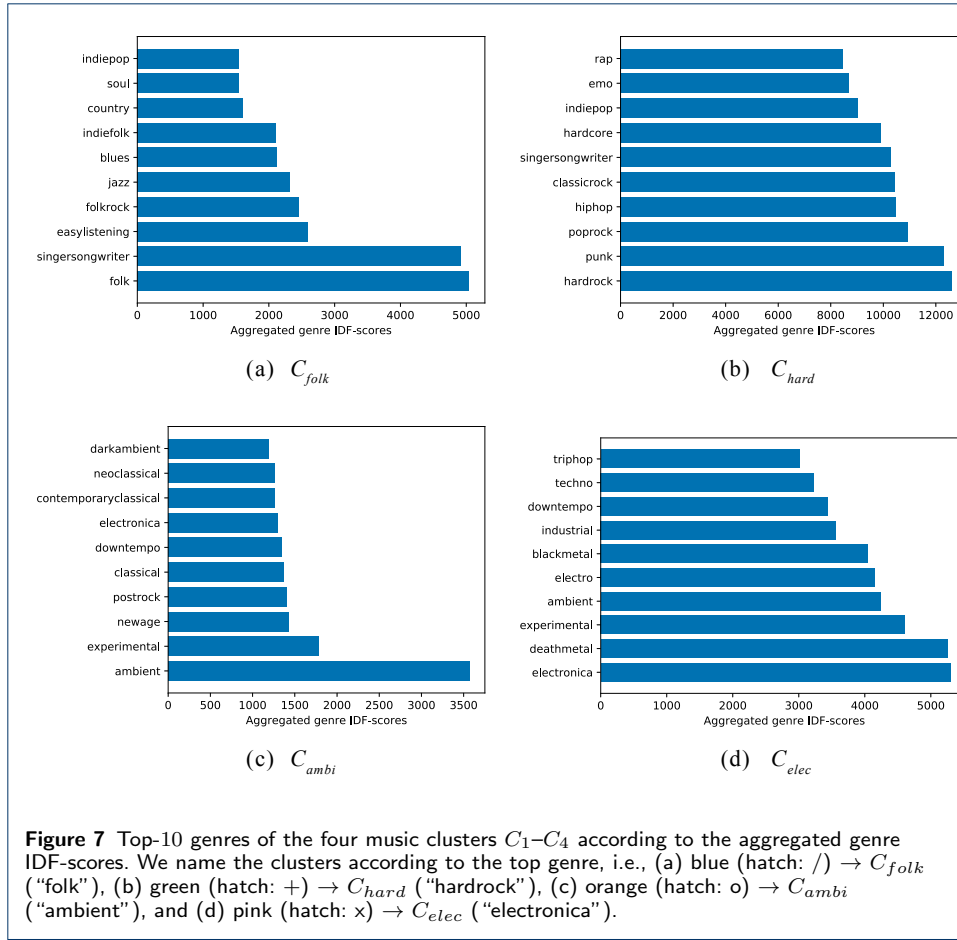 indiepop
soul
country
indiefolk
blues
jazz
folkrock
easylistening
singersongwriter
folk
0 1000 2000 3000 4000 5000
Aggregated genre IDF-scores
(a) C_folk
rap
emo
indiepop
hardcore
singersongwriter
classicrock
hiphop
poprock
punk
hardrock
0 2000 4000 6000 8000 10000 12000
Aggregated genre IDF-scores
(b) C_hard
darkambient
neoclassical
contemporaryclassical
electronica
downtempo
classical
postrock
newage
experimental
ambient
0 500 1000 1500 2000 2500 3000 3500
Aggregated genre IDF-scores
(c) C_ambi
triphop
techno
downtempo
industrial
blackmetal
electro
ambient
experimental
deathmetal
electronica
0 1000 2000 3000 4000 5000
Aggregated genre IDF-scores
(d) C_elec
Figure 7 Top-10 genres of the four music clusters C₁–C₄ according to the aggregated genre
IDF-scores. We name the clusters according to the top genre, i.e., (a) blue (hatch: /) → C_folk
(“folk”), (b) green (hatch: +) → C_hard (“hardrock”), (c) orange (hatch: o) → C_ambi
(“ambient”), and (d) pink (hatch: x) → C_elec (“electronica”).